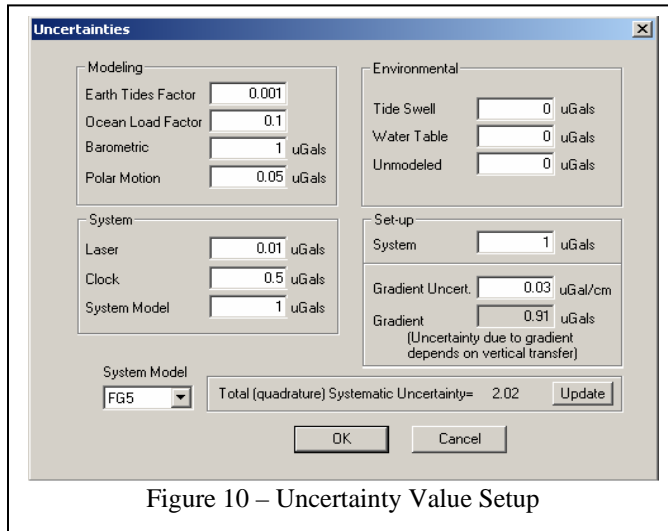 Uncertainties
Modeling
Earth Tides Factor 0.001
Ocean Load Factor 0.1
Barometric 1 uGals
Polar Motion 0.05 uGals
Environmental
Tide Swell 0 uGals
Water Table 0 uGals
Unmodeled 0 uGals
System
Laser 0.01 uGals
Clock 0.5 uGals
System Model 1 uGals
Set-up
System 1 uGals
Gradient Uncert. 0.03 uGal/cm
Gradient 0.91 uGals
(Uncertainty due to gradient
depends on vertical transfer)
System Model
FG5
Total (quadrature) Systematic Uncertainty= 2.02 Update
OK Cancel
Figure 10 – Uncertainty Value Setup